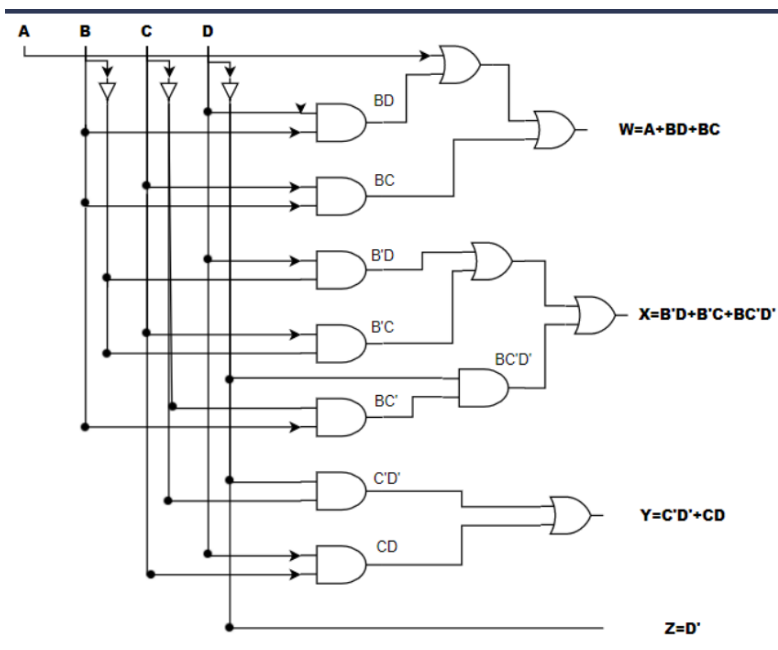 A B C D
BD
W=A+BD+BC
BC
B'D
B'C
X=B'D+B'C+BC'D'
BC'D'
BC'
C'D'
Y=C'D'+CD
CD
Z=D'